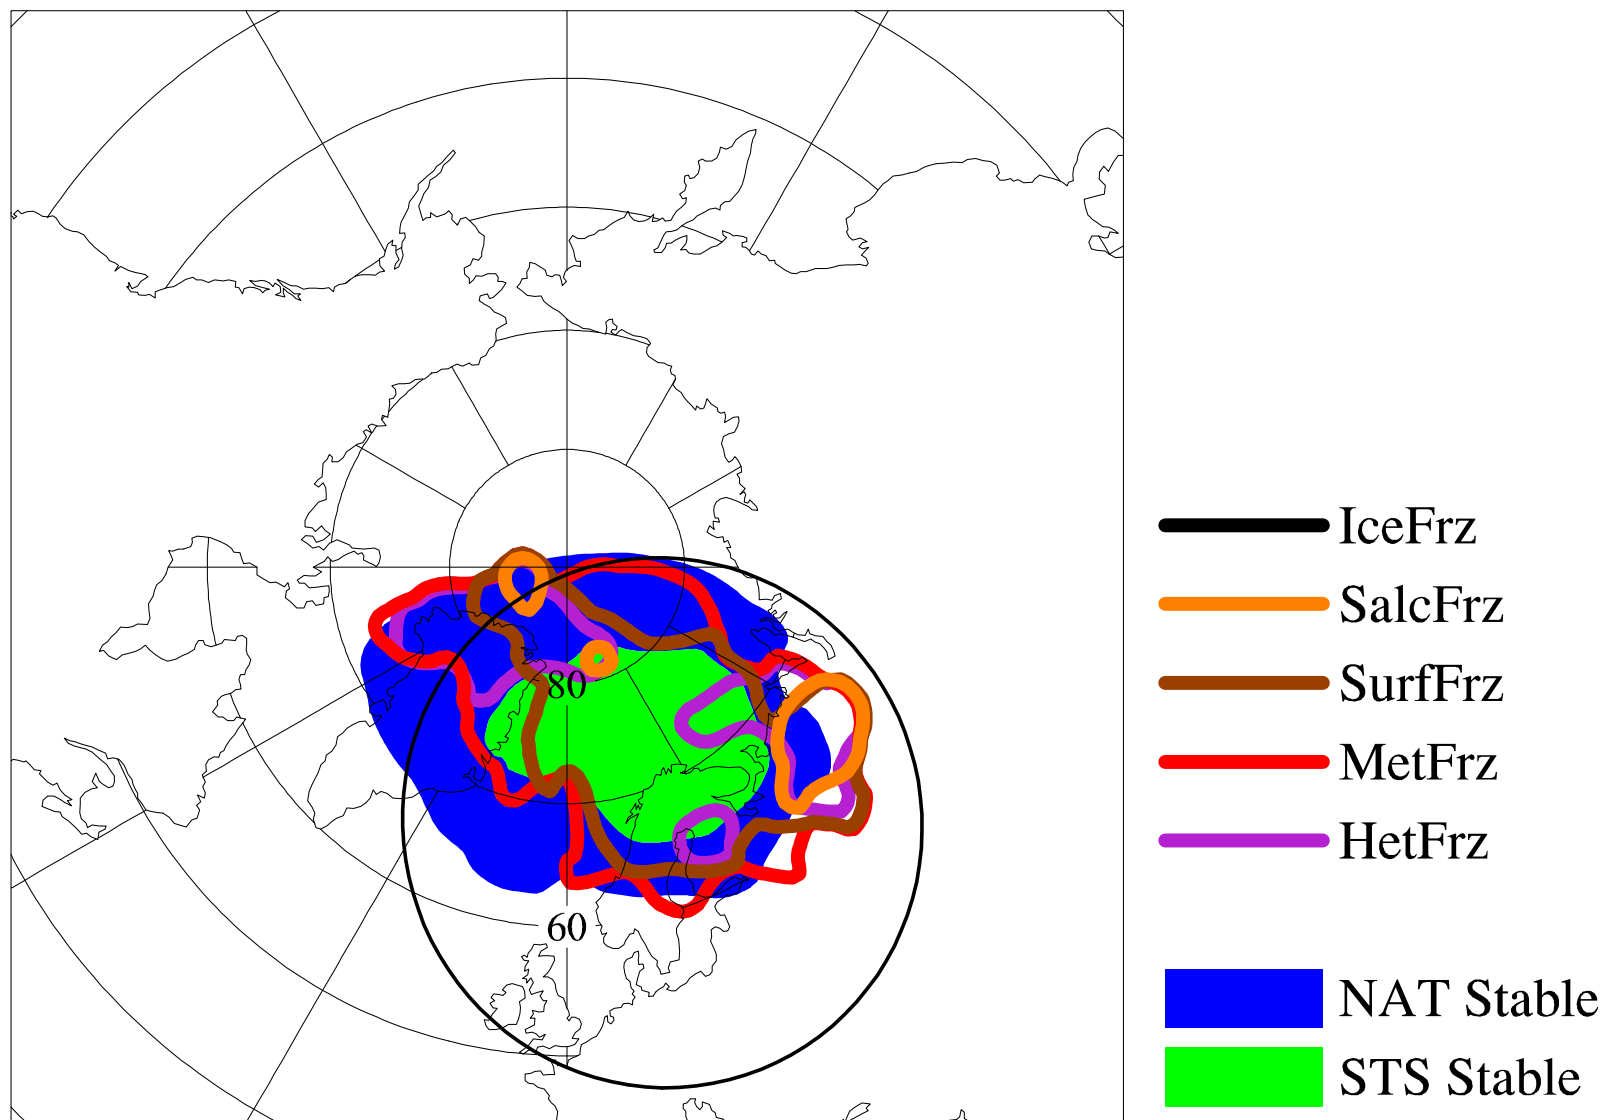 80
60
IceFrz
SalcFrz
SurfFrz
MetFrz
HetFrz
NAT Stable
STS Stable